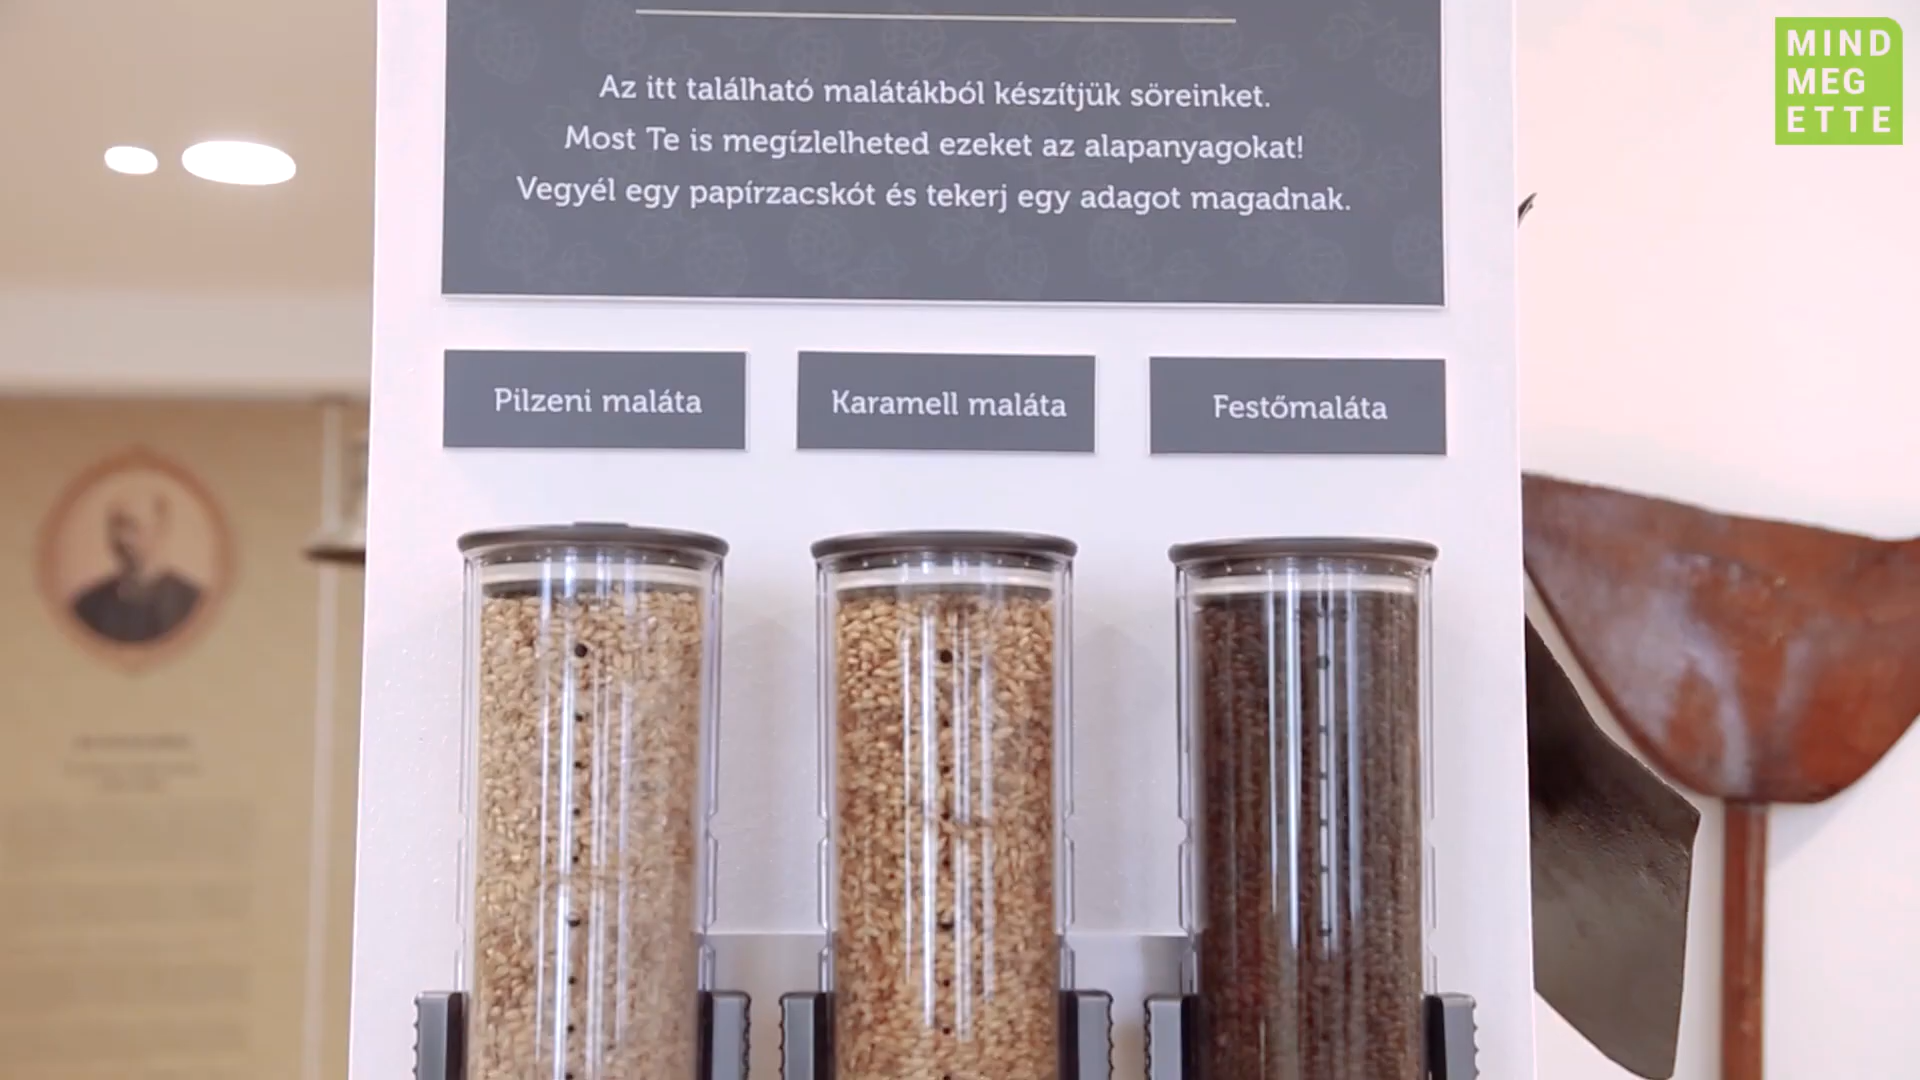 Az itt található malátákból készítjük söreinket.
Most Te is megízlelheted ezeket az alapanyagokat!
Vegyél egy papírzacskót és tekerj egy adagot magadnak.
Pilzeni maláta
Karamell maláta
Festőmaláta
MIND
MEG
ETTE